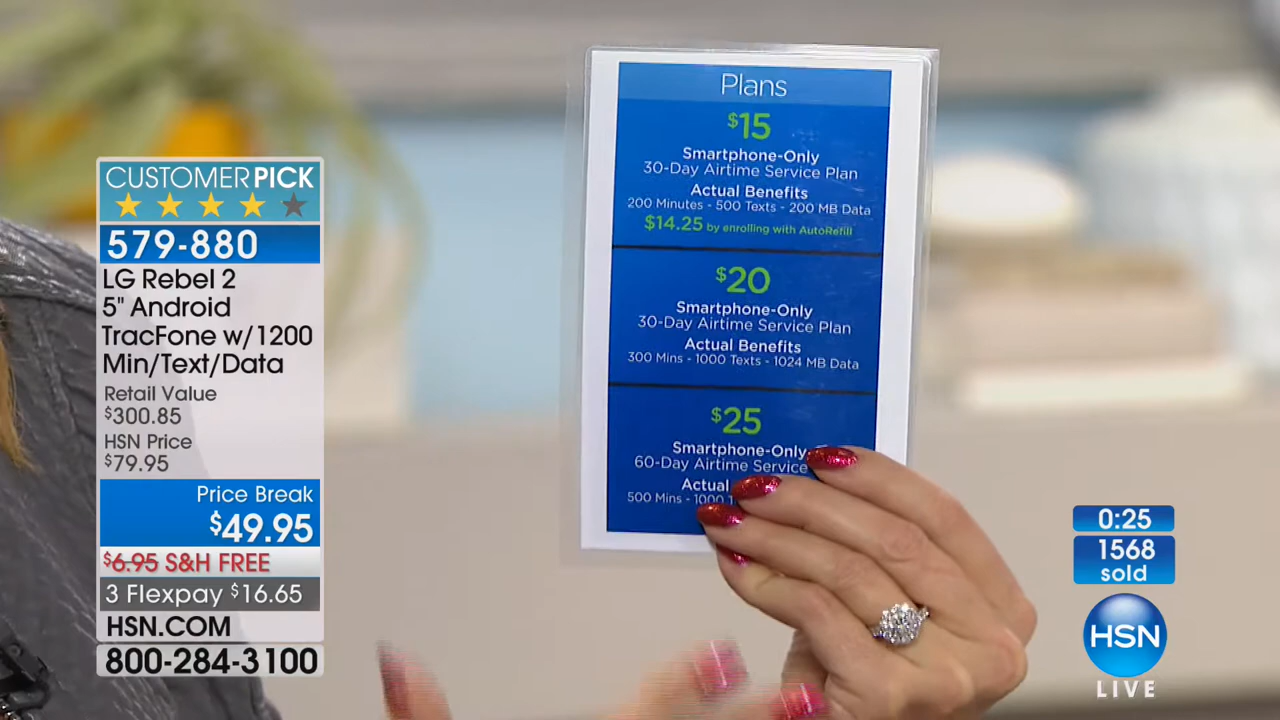 CUSTOMER PICK
579-880
LG Rebel 2
5" Android
TracFone w/1200
Min/Text/Data
Retail Value
$300.85
HSN Price
$79.95
Price Break
$49.95
$6.95 S&H FREE
3 Flexpay $16.65
HSN.COM
800-284-3100
Plans
$15
Smartphone-Only
30-Day Airtime Service Plan
Actual Benefits
200 Minutes - 500 Texts - 200 MB Data
$14.25 by enrolling with AutoRefill
$20
Smartphone-Only
30-Day Airtime Service Plan
Actual Benefits
300 Mins - 1000 Texts - 1024 MB Data
$25
Smartphone-Only
60-Day Airtime Service
Actual
500 Mins - 1000
0:25
1568
sold
HSN
LIVE